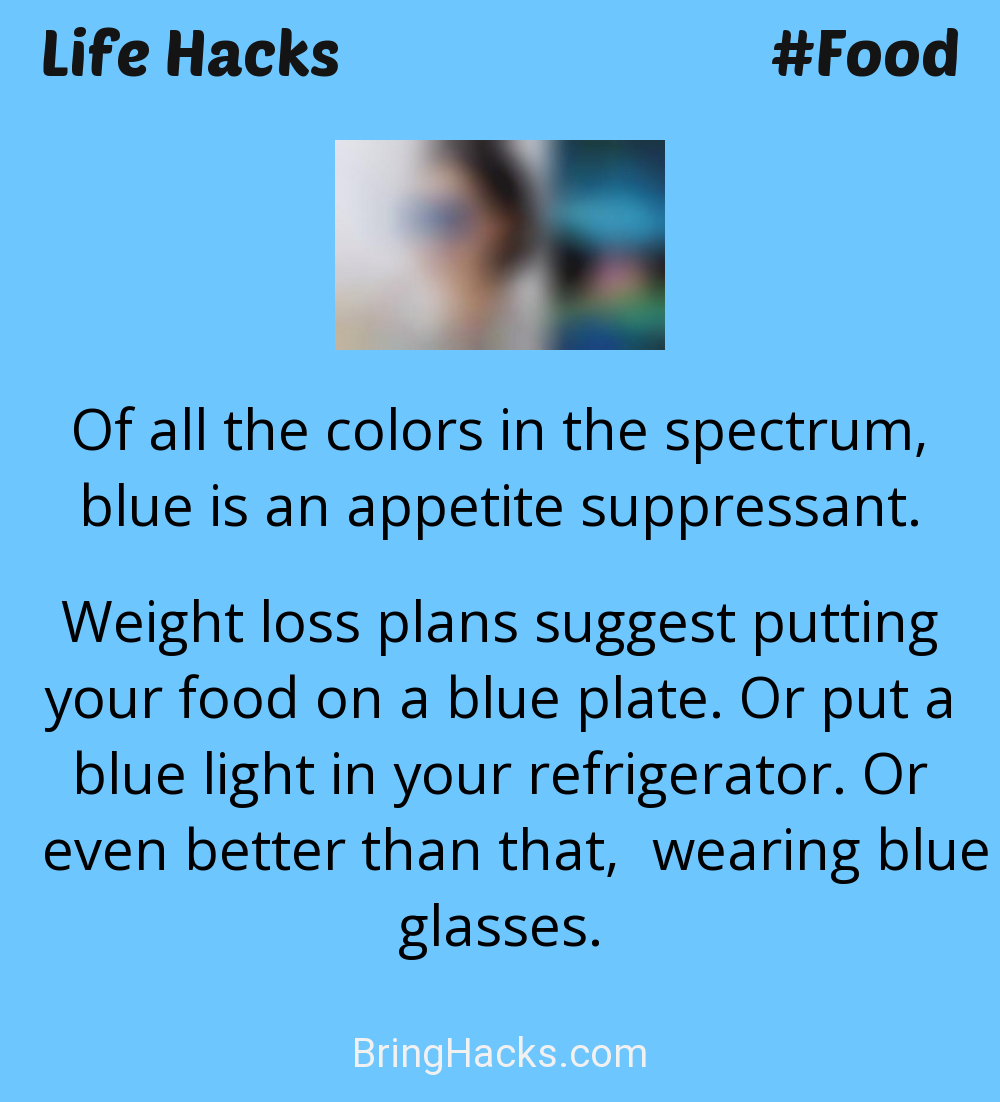 Life Hacks #Food
Of all the colors in the spectrum,
blue is an appetite suppressant.
Weight loss plans suggest putting
your food on a blue plate. Or put a
blue light in your refrigerator. Or
even better than that,  wearing blue
glasses.
BringHacks.com